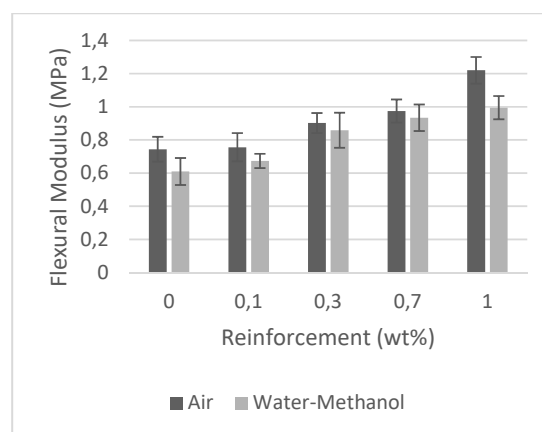 Flexural Modulus (MPa)
1,4
1,2
1
0,8
0,6
0,4
0,2
0
0 0,1 0,3 0,7 1
Reinforcement (wt%)
Air Water-Methanol